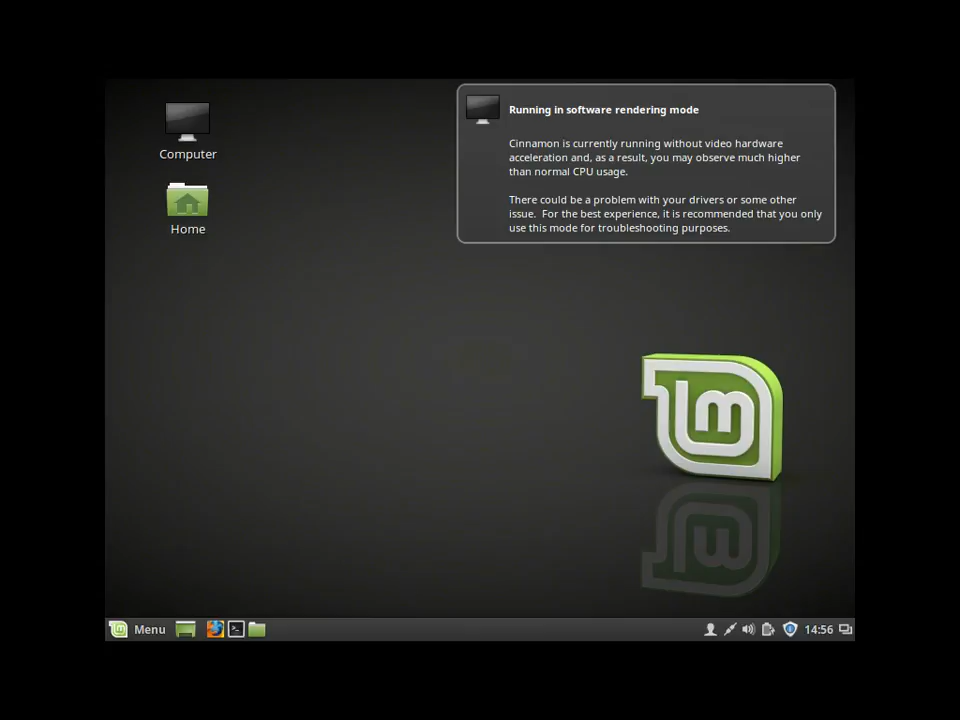 Computer
Home
Running in software rendering mode
Cinnamon is currently running without video hardware
acceleration and, as a result, you may observe much higher
than normal CPU usage.
There could be a problem with your drivers or some other
issue.  For the best experience, it is recommended that you only
use this mode for troubleshooting purposes.
Menu
14:56